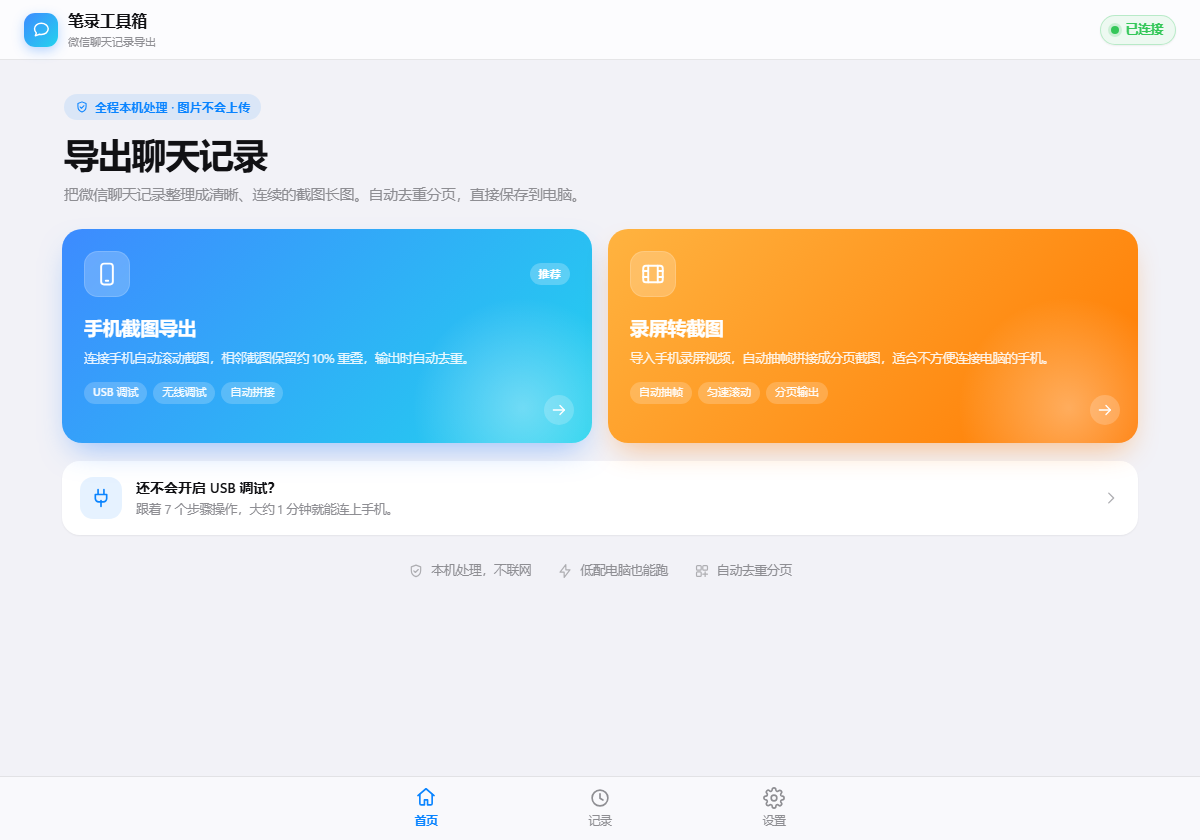 笔录工具箱
微信聊天记录导出
已连接
全程本机处理 · 图片不会上传
导出聊天记录
把微信聊天记录整理成清晰、连续的截图长图。自动去重分页，直接保存到电脑。
推荐
手机截图导出
连接手机自动滚动截图，相邻截图保留约 10% 重叠，输出时自动去重。
USB 调试 无线调试 自动拼接
录屏转截图
导入手机录屏视频，自动抽帧拼接成分页截图，适合不方便连接电脑的手机。
自动抽帧 匀速滚动 分页输出
还不会开启 USB 调试？
跟着 7 个步骤操作，大约 1 分钟就能连上手机。
本机处理，不联网 低配电脑也能跑 自动去重分页
首页 记录 设置